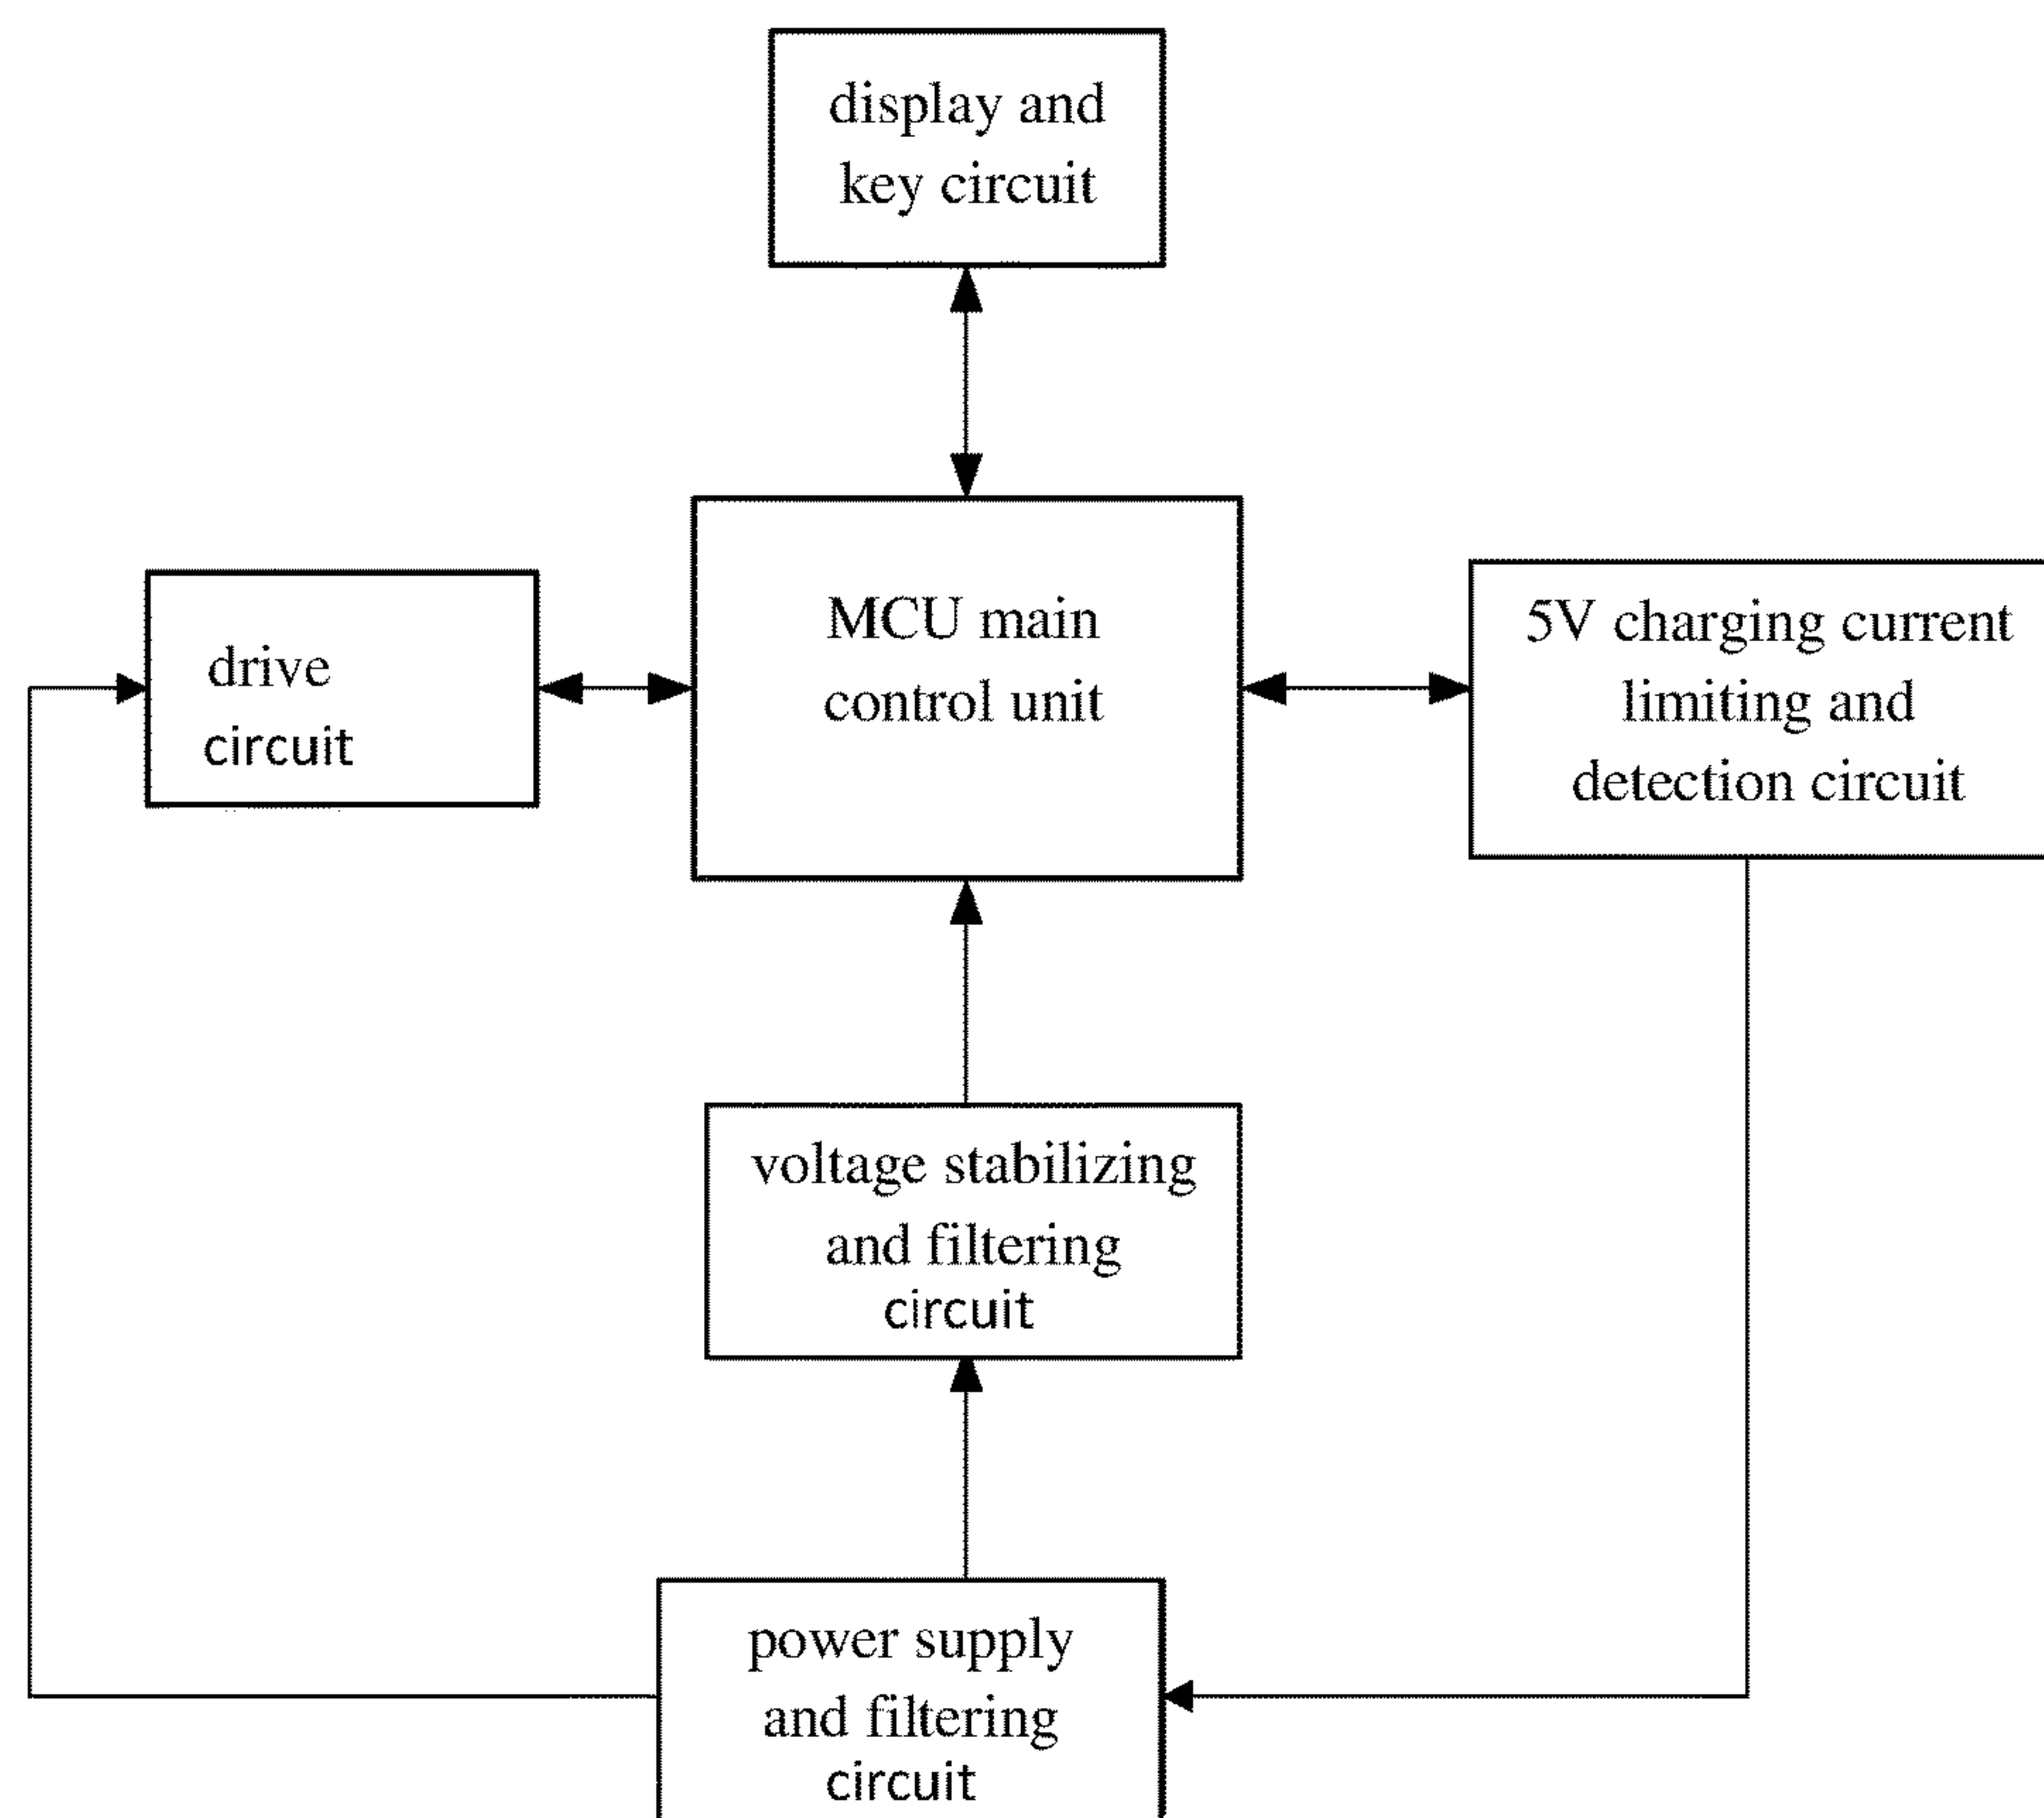 display and
key circuit
drive
circuit
MCU main
control unit
5V charging current
limiting and
detection circuit
voltage stabilizing
and filtering
circuit
power supply
and filtering
circuit